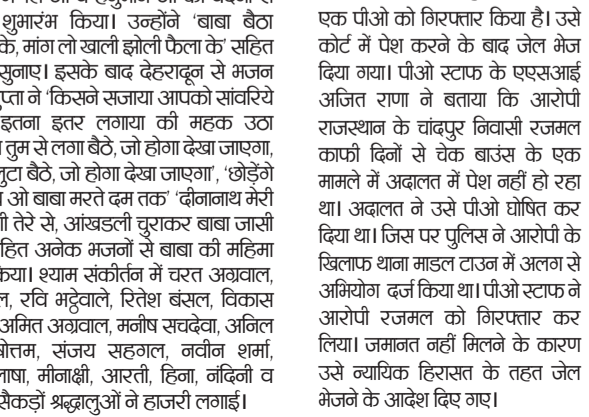 शुभारंभ किया। उन्होंने ‘बाबा बैठा
के, मांग लो खाली झोली फैला के’ सहित
सुनाए। इसके बाद देहरादून से भजन
ने ‘किसने सजाया आपको सांवरिये
इतना इतर लगाया की महक उठा
तुम से लगा बैठे, जो होगा देखा जाएगा,
लुटा बैठे, जो होगा देखा जाएगा’, ‘छोड़ेंगे
ओ बाबा मरते दम तक’ ‘दीनानाथ मेरी
तेरे से, आंखडली चुराकर बाबा जासी
अनेक भजनों से बाबा की महिमा
किया। श्याम संकीर्तन में चरत अग्रवाल,
रवि भट्ठेवाले, रितेश बंसल, विकास
अमित अग्रवाल, मनीष सचदेवा, अनिल
संजय सहगल, नवीन शर्मा,
मीनाक्षी, आरती, हिना, नंदिनी व
सैकड़ों श्रद्धालुओं ने हाजरी लगाई।
एक पीओ को गिरफ्तार किया है। उसे
कोर्ट में पेश करने के बाद जेल भेज
दिया गया। पीओ स्टाफ के एएसआई
अजित राणा ने बताया कि आरोपी
राजस्थान के चांदपुर निवासी रजमल
काफी दिनों से चेक बाउंस के एक
मामले में अदालत में पेश नहीं हो रहा
था। अदालत ने उसे पीओ घोषित कर
दिया था। जिस पर पुलिस ने आरोपी के
खिलाफ थाना माडल टाउन में अलग से
अभियोग दर्ज किया था। पीओ स्टाफ ने
आरोपी रजमल को गिरफ्तार कर
लिया। जमानत नहीं मिलने के कारण
उसे न्यायिक हिरासत के तहत जेल
भेजने के आदेश दिए गए।